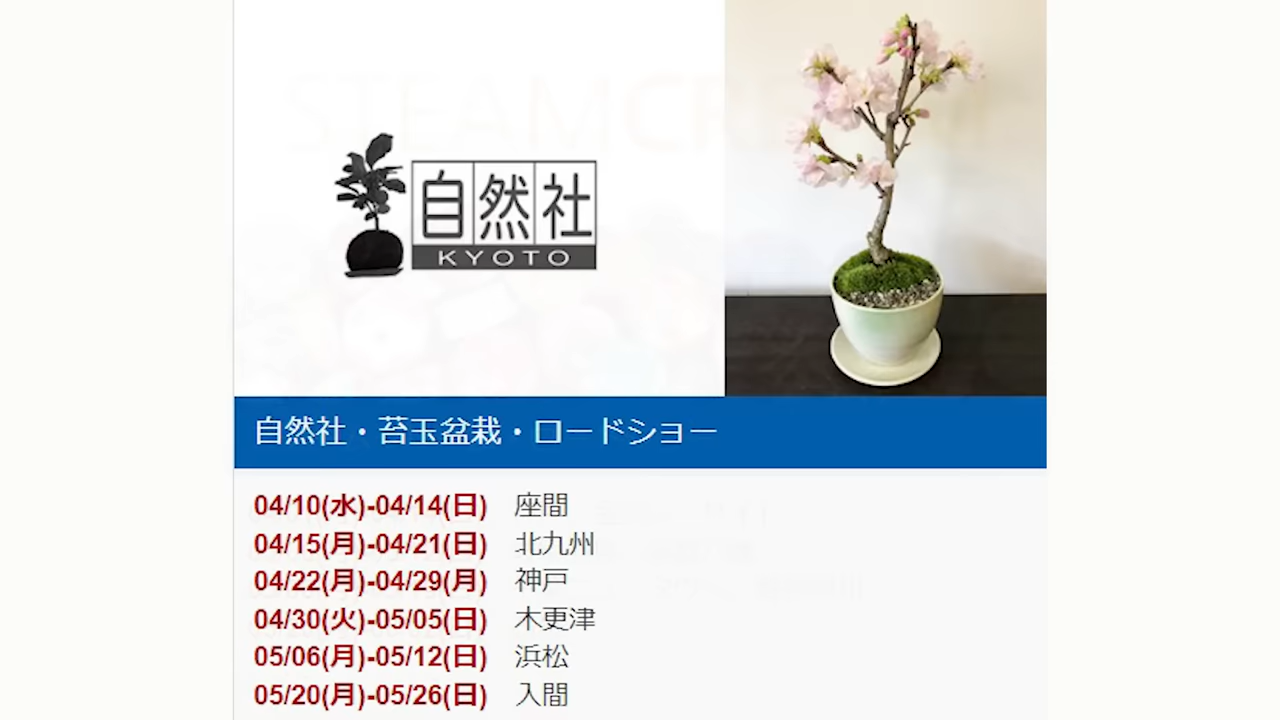 自然社
KYOTO
自然社・苔玉盆栽・ロードショー
04/10(水)-04/14(日) 座間
04/15(月)-04/21(日) 北九州
04/22(月)-04/29(月) 神戸
04/30(火)-05/05(日) 木更津
05/06(月)-05/12(日) 浜松
05/20(月)-05/26(日) 入間